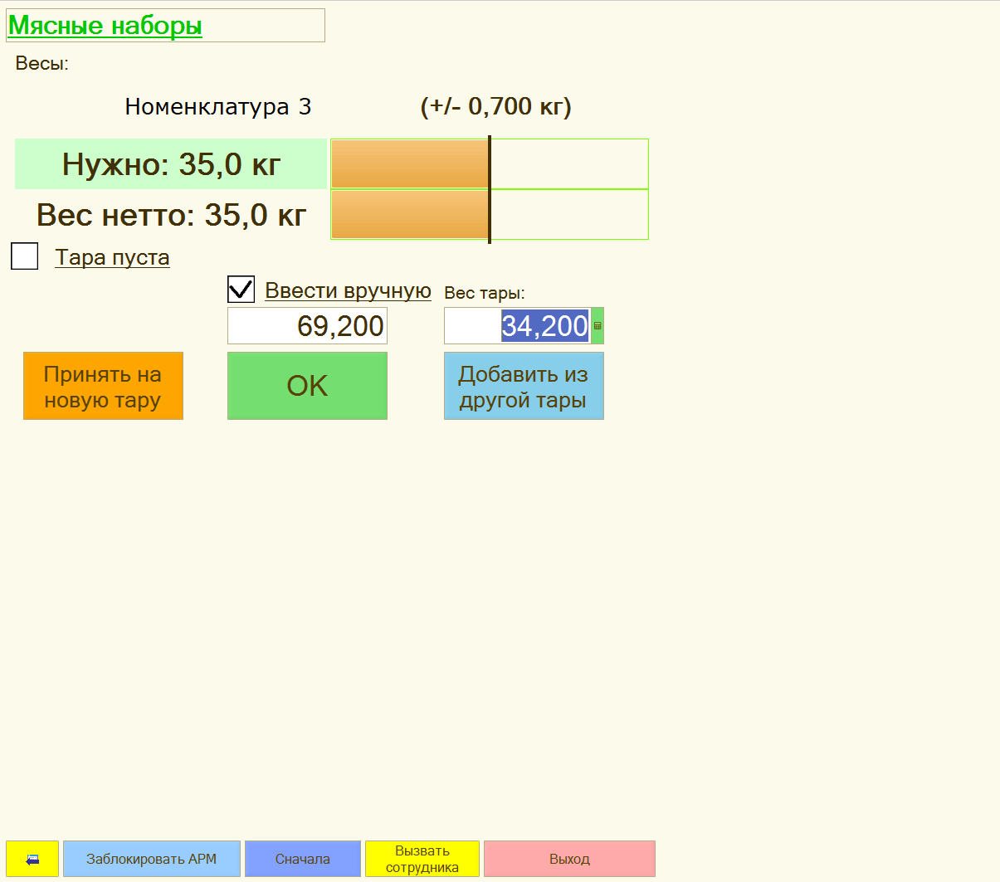 Мясные наборы
Весы:
Номенклатура 3
(+/- 0,700 кг)
Нужно: 35,0 кг
Вес нетто: 35,0 кг
Тара пуста
Ввести вручную
Вес тары:
69,200
34,200
Принять на
новую тару
OK
Добавить из
другой тары
Заблокировать АРМ
Сначала
Вызвать
сотрудника
Выход